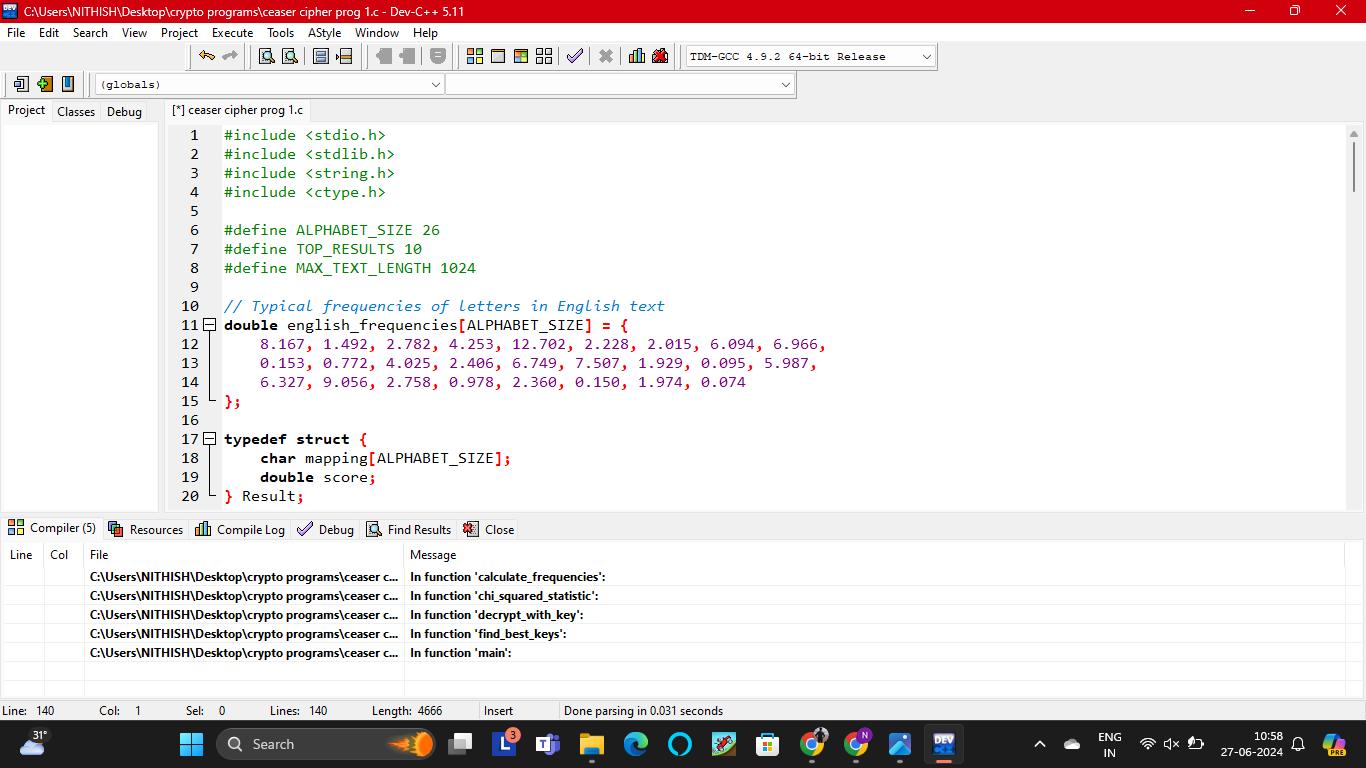 C:\Users\NITHISH\Desktop\crypto programs\ceaser cipher prog 1.c - Dev-C++ 5.11
File Edit Search View Project Execute Tools AStyle Window Help
TDM-GCC 4.9.2 64-bit Release
(globals)
Project Classes Debug [*] ceaser cipher prog 1.c
1 #include <stdio.h>
2 #include <stdlib.h>
3 #include <string.h>
4 #include <ctype.h>
5
6 #define ALPHABET_SIZE 26
7 #define TOP_RESULTS 10
8 #define MAX_TEXT_LENGTH 1024
9
10 // Typical frequencies of letters in English text
11 double english_frequencies[ALPHABET_SIZE] = {
12 8.167, 1.492, 2.782, 4.253, 12.702, 2.228, 2.015, 6.094, 6.966,
13 0.153, 0.772, 4.025, 2.406, 6.749, 7.507, 1.929, 0.095, 5.987,
14 6.327, 9.056, 2.758, 0.978, 2.360, 0.150, 1.974, 0.074
15 };
16
17 typedef struct {
18 char mapping[ALPHABET_SIZE];
19 double score;
20 } Result;
Compiler (5) Resources Compile Log Debug Find Results Close
Line Col File Message
C:\Users\NITHISH\Desktop\crypto programs\ceaser c... In function 'calculate_frequencies':
C:\Users\NITHISH\Desktop\crypto programs\ceaser c... In function 'chi_squared_statistic':
C:\Users\NITHISH\Desktop\crypto programs\ceaser c... In function 'decrypt_with_key':
C:\Users\NITHISH\Desktop\crypto programs\ceaser c... In function 'find_best_keys':
C:\Users\NITHISH\Desktop\crypto programs\ceaser c... In function 'main':
Line: 140 Col: 1 Sel: 0 Lines: 140 Length: 4666 Insert Done parsing in 0.031 seconds
31° Search L 3 T N DEV ENG 10:58
IN 27-06-2024 PRE